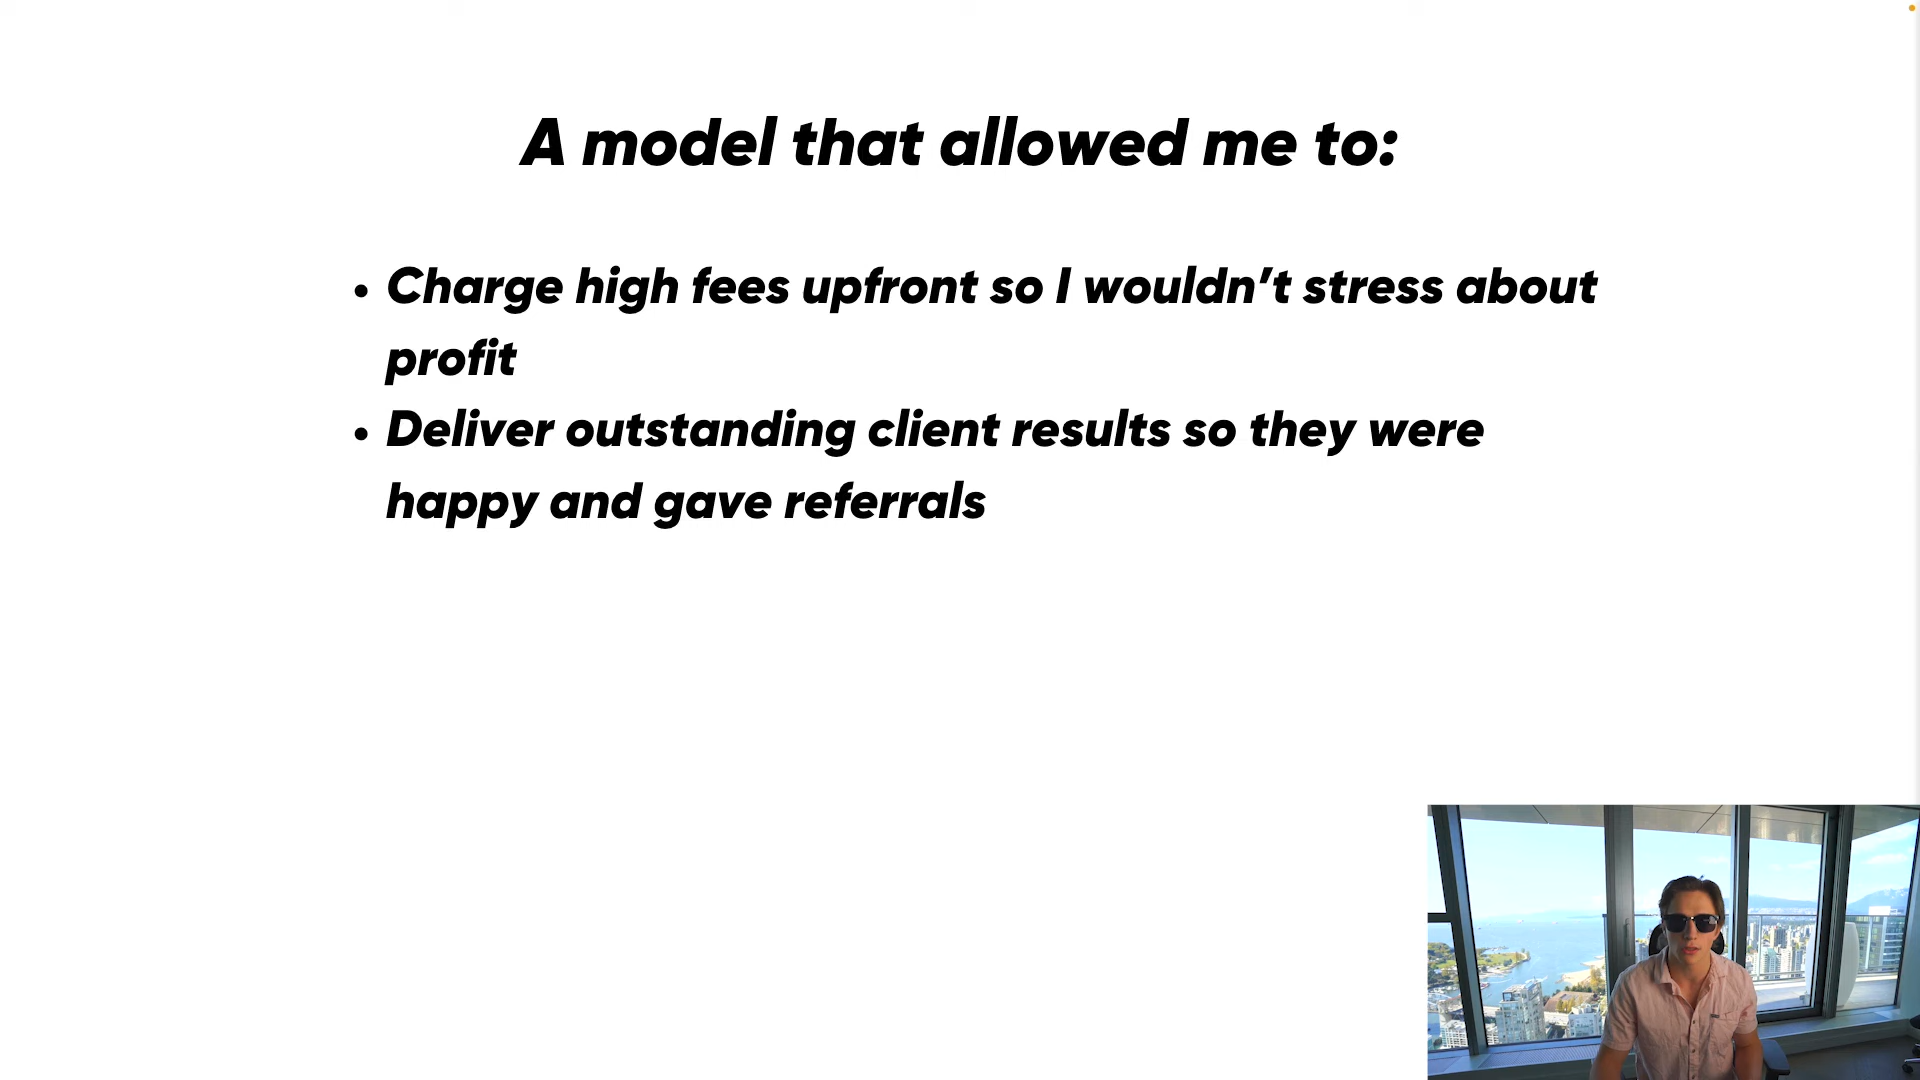 A model that allowed me to:
• Charge high fees upfront so I wouldn’t stress about
profit
• Deliver outstanding client results so they were
happy and gave referrals